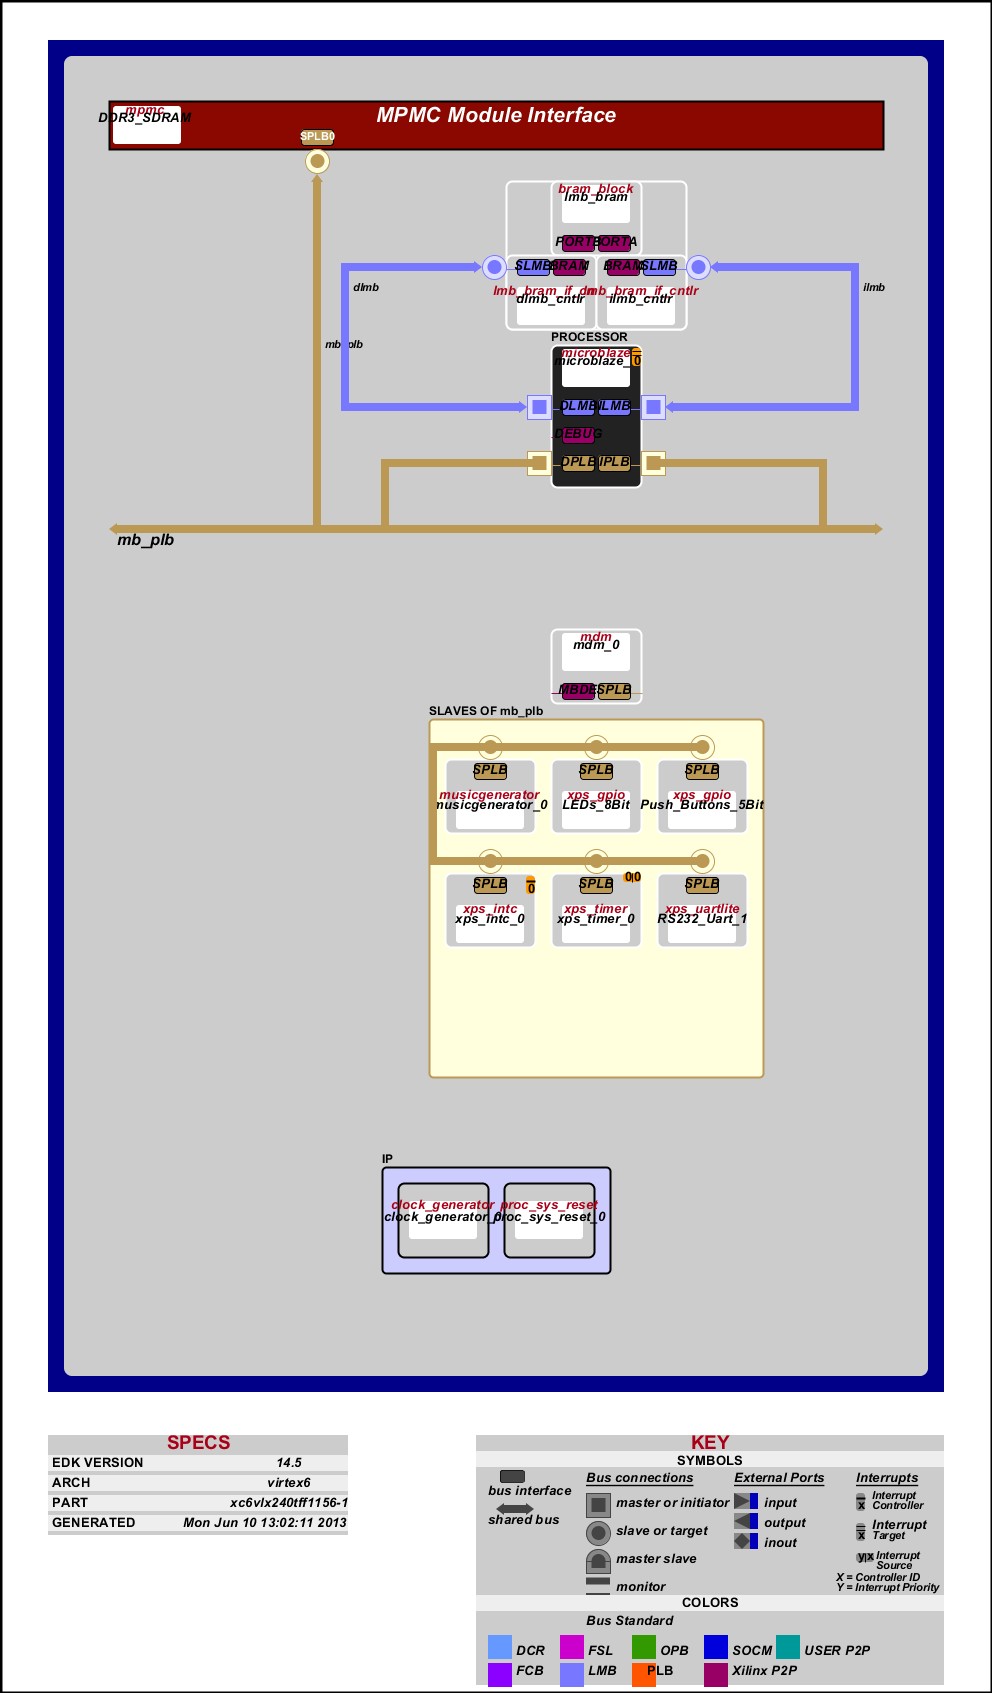 mpmc
DDR3_SDRAM
MPMC Module Interface
SPLB0
bram_block
lmb_bram
PORTB
PORTA
SLMB
BRAM
BRAM
SLMB
lmb_bram_if_cntlr
lmb_bram_if_cntlr
dlmb_cntlr
ilmb_cntlr
dlmb
ilmb
mb_plb
PROCESSOR
microblaze
microblaze_0
0
DLMB
ILMB
DEBUG
DPLB
IPLB
mb_plb
mdm
mdm_0
SPLB
SLAVES OF mb_plb
SPLB
SPLB
SPLB
musicgenerator
xps_gpio
xps_gpio
musicgenerator_0
LEDs_8Bit
Push_Buttons_5Bit
SPLB
0
SPLB
0|0
SPLB
xps_intc
xps_timer
xps_uartlite
xps_intc_0
xps_timer_0
RS232_Uart_1
IP
clock_generator
proc_sys_reset
clock_generator_0
proc_sys_reset_0
SPECS
EDK VERSION 14.5
ARCH virtex6
PART xc6vlx240tff1156-1
GENERATED Mon Jun 10 13:02:11 2013
KEY
SYMBOLS
bus interface
shared bus
Bus connections
master or initiator
slave or target
master slave
monitor
External Ports
input
output
inout
Interrupts
x
Interrupt
Controller
x
Interrupt
Target
y|x
Interrupt
Source
X = Controller ID
Y = Interrupt Priority
COLORS
Bus Standard
DCR FSL OPB SOCM USER P2P
FCB LMB PLB Xilinx P2P